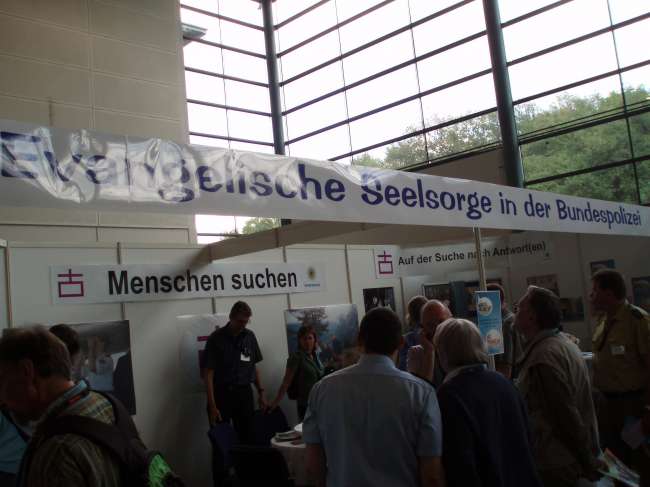 Evangelische Seelsorge in der Bundespolizei
Menschen suchen
Auf der Suche nach Antwort(en)